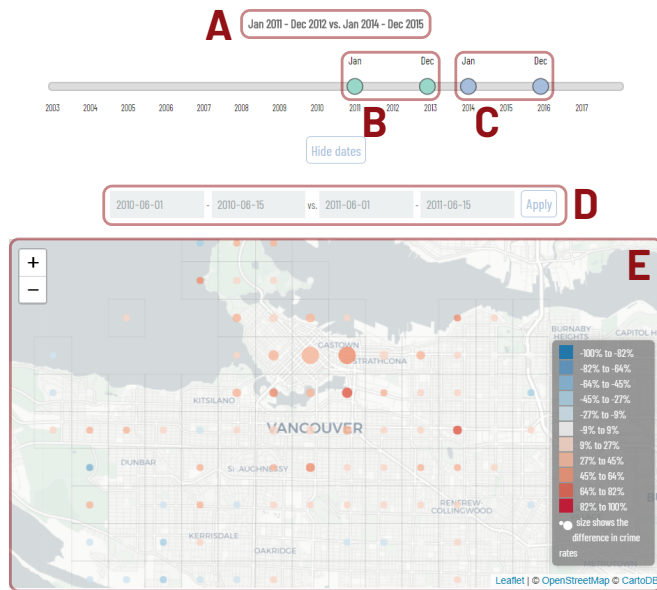 A
Jan 2011 - Dec 2012 vs. Jan 2014 - Dec 2015
Jan Dec Jan Dec
2003 2004 2005 2006 2007 2008 2009 2010 2011 2012 2013 2014 2015 2016 2017
B C
Hide dates
2010-06-01 - 2010-06-15 vs. 2011-06-01 - 2011-06-15 Apply
D
E
+
−
BURNABY
HEIGHTS
CAPITOL H
GASTOWN
STRATHCONA
KITSILANO
VANCOUVER
DUNBAR
SHAUGHNESSY
RENFREW-
COLLINGWOOD
KERRISDALE
OAKRIDGE
-100% to -82%
-82% to -64%
-64% to -45%
-45% to -27%
-27% to -9%
-9% to 9%
9% to 27%
27% to 45%
45% to 64%
64% to 82%
82% to 100%
size shows the
difference in crime
rates
Leaflet | © OpenStreetMap © CartoDB